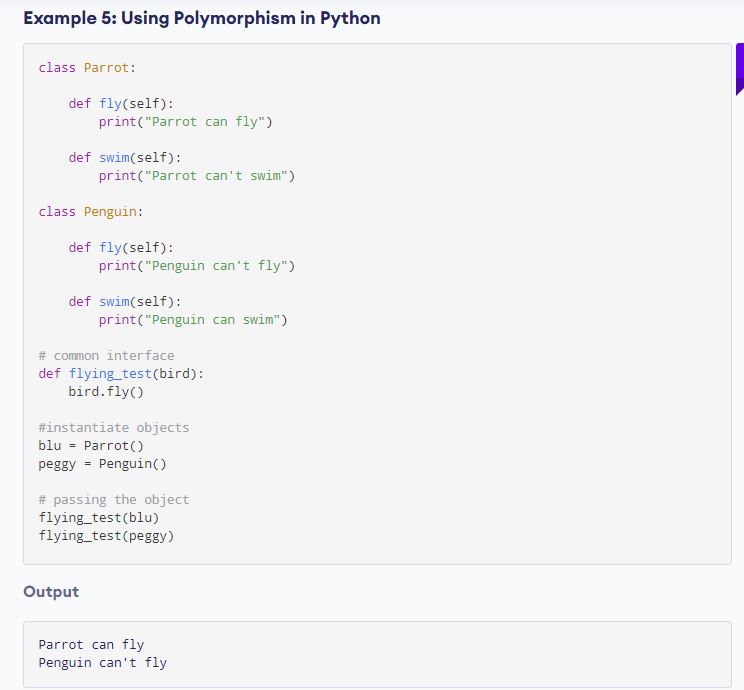 Example 5: Using Polymorphism in Python
class Parrot:
def fly(self):
print("Parrot can fly")
def swim(self):
print("Parrot can't swim")
class Penguin:
def fly(self):
print("Penguin can't fly")
def swim(self):
print("Penguin can swim")
# common interface
def flying_test(bird):
bird.fly()
#instantiate objects
blu = Parrot()
peggy = Penguin()
# passing the object
flying_test(blu)
flying_test(peggy)
Output
Parrot can fly
Penguin can't fly